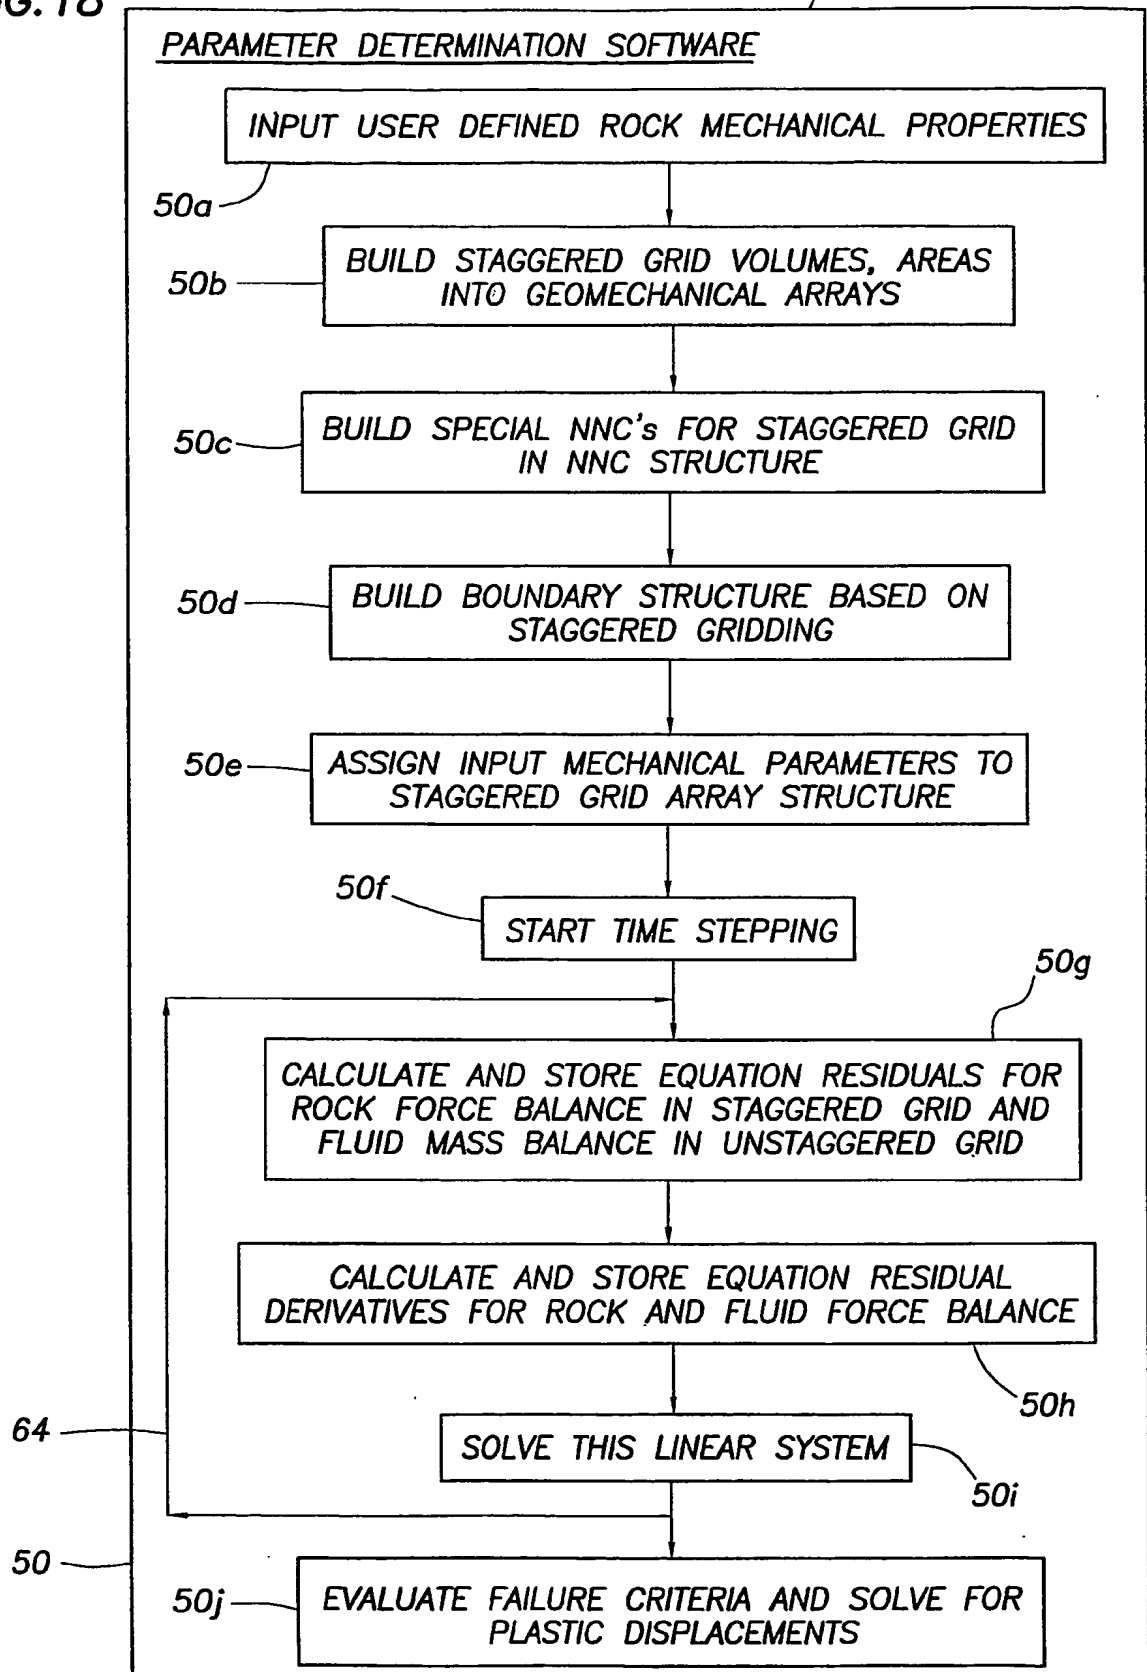 G. 18
PARAMETER DETERMINATION SOFTWARE
INPUT USER DEFINED ROCK MECHANICAL PROPERTIES
50a
BUILD STAGGERED GRID VOLUMES, AREAS
INTO GEOMECHANICAL ARRAYS
50b
BUILD SPECIAL NNC's FOR STAGGERED GRID
IN NNC STRUCTURE
50c
BUILD BOUNDARY STRUCTURE BASED ON
STAGGERED GRIDDING
50d
ASSIGN INPUT MECHANICAL PARAMETERS TO
STAGGERED GRID ARRAY STRUCTURE
50e
50f
START TIME STEPPING
50g
CALCULATE AND STORE EQUATION RESIDUALS FOR
ROCK FORCE BALANCE IN STAGGERED GRID AND
FLUID MASS BALANCE IN UNSTAGGERED GRID
CALCULATE AND STORE EQUATION RESIDUAL
DERIVATIVES FOR ROCK AND FLUID FORCE BALANCE
50h
64
SOLVE THIS LINEAR SYSTEM
50i
50
50j
EVALUATE FAILURE CRITERIA AND SOLVE FOR
PLASTIC DISPLACEMENTS